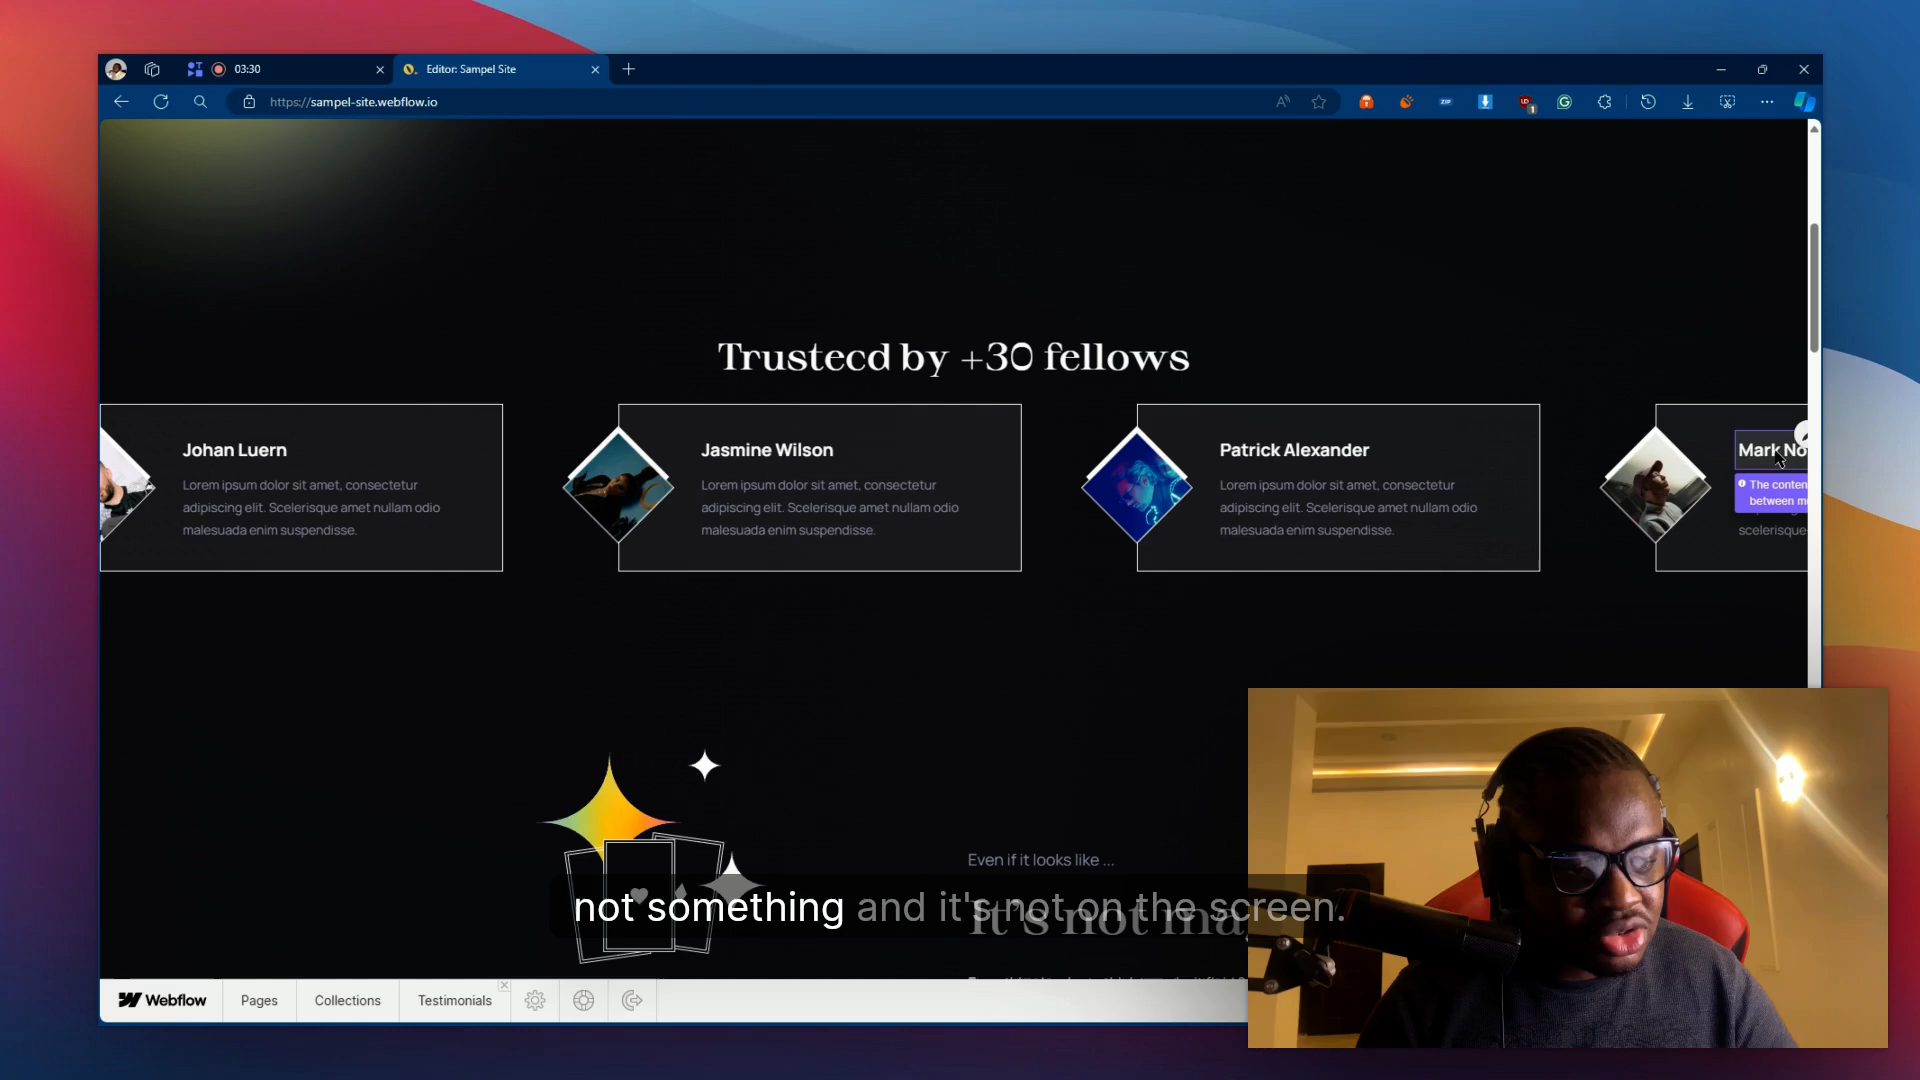 03:30
Editor: Sampel Site
https://sampel-site.webflow.io
Trustecd by +30 fellows
Johan Luern
Lorem ipsum dolor sit amet, consectetur
adipiscing elit. Scelerisque amet nullam odio
malesuada enim suspendisse.
Jasmine Wilson
Lorem ipsum dolor sit amet, consectetur
adipiscing elit. Scelerisque amet nullam odio
malesuada enim suspendisse.
Patrick Alexander
Lorem ipsum dolor sit amet, consectetur
adipiscing elit. Scelerisque amet nullam odio
malesuada enim suspendisse.
Mark No
The conten
between m
scelerisque
Even if it looks like ...
It's not ma
not something and it's not on the screen.
Webflow
Pages
Collections
Testimonials